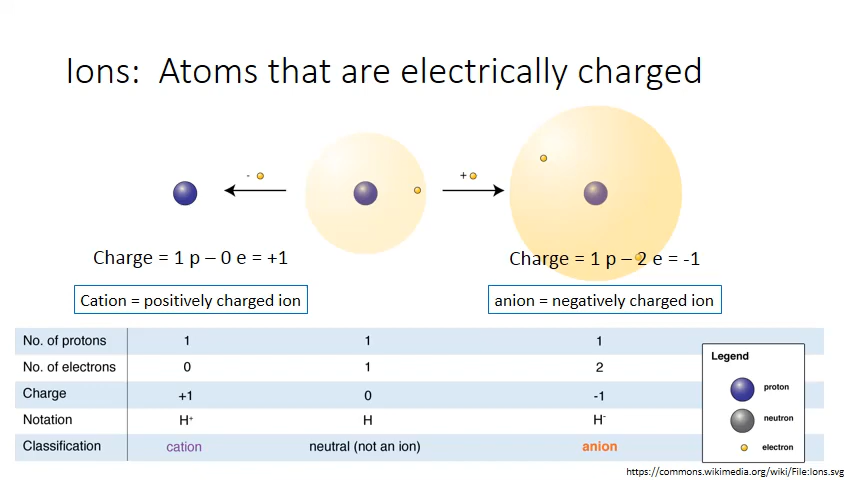 Ions:  Atoms that are electrically charged
-
+
Charge = 1 p – 0 e = +1
Charge = 1 p – 2 e = -1
Cation = positively charged ion
anion = negatively charged ion
No. of protons 1 1 1
No. of electrons 0 1 2
Charge +1 0 -1
Notation H⁺ H H⁻
Classification cation neutral (not an ion) anion
Legend
proton
neutron
electron
https://commons.wikimedia.org/wiki/File:Ions.svg